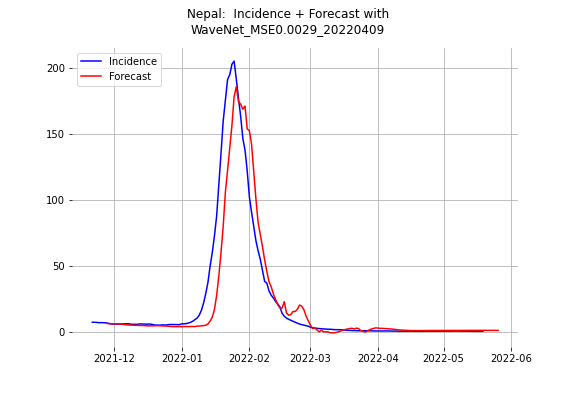 Nepal:  Incidence + Forecast with
WaveNet_MSE0.0029_20220409
Incidence
Forecast
200
150
100
50
0
2021-12 2022-01 2022-02 2022-03 2022-04 2022-05 2022-06